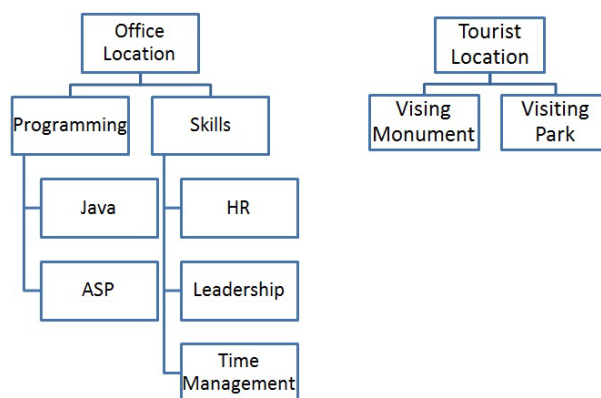 Office
Location
Programming
Skills
Java
HR
ASP
Leadership
Time
Management
Tourist
Location
Vising
Monument
Visiting
Park